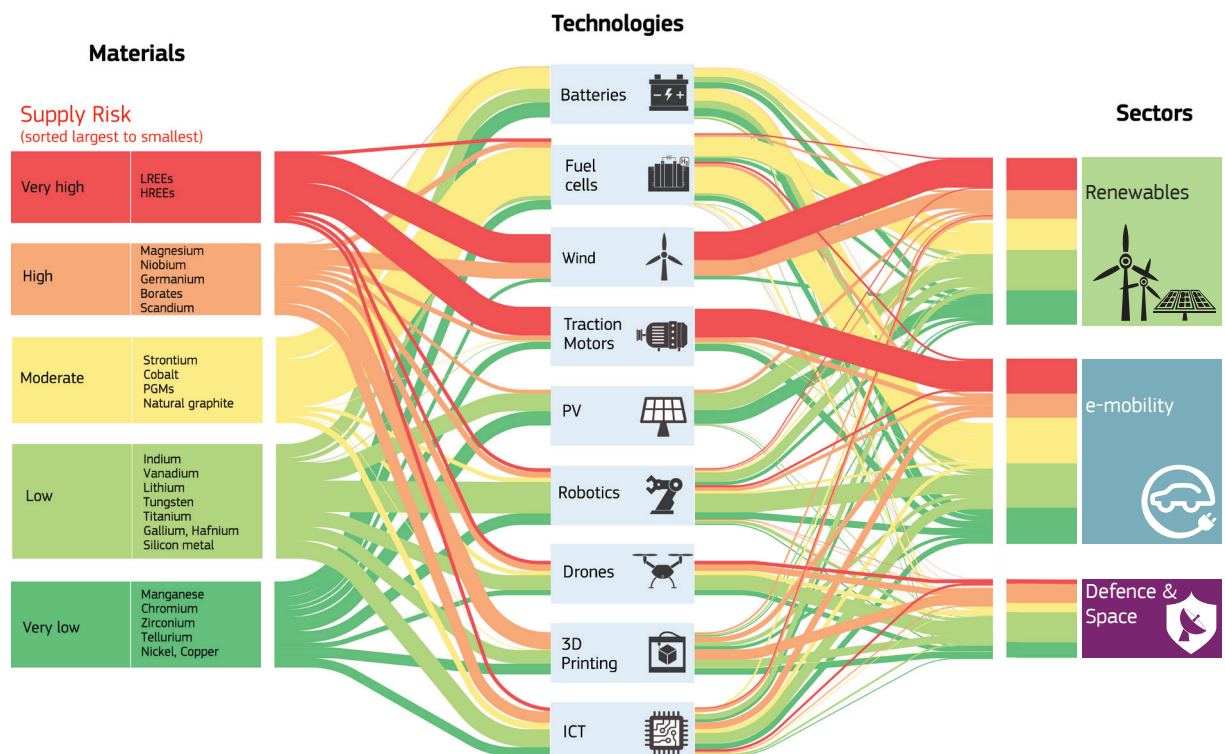 Technologies
Materials
Supply Risk
(sorted largest to smallest)
Very high
LREEs
HREEs
High
Magnesium
Niobium
Germanium
Borates
Scandium
Moderate
Strontium
Cobalt
PGMs
Natural graphite
Low
Indium
Vanadium
Lithium
Tungsten
Titanium
Gallium, Hafnium
Silicon metal
Very low
Manganese
Chromium
Zirconium
Tellurium
Nickel, Copper
Batteries
Fuel
cells
H2
Wind
Traction
Motors
PV
Robotics
Drones
3D
Printing
ICT
Sectors
Renewables
e-mobility
Defence &
Space